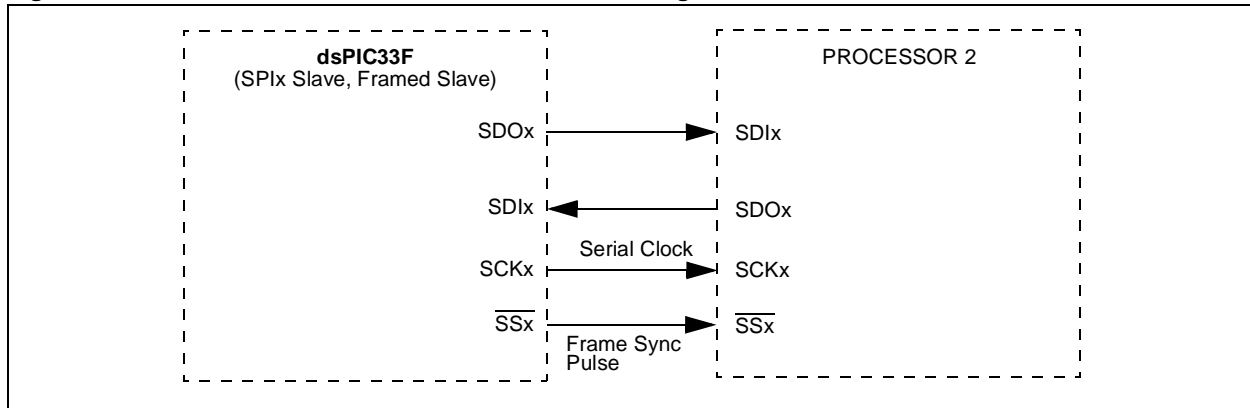 dsPIC33F
(SPIx Slave, Framed Slave)
PROCESSOR 2
SDOx
SDIx
SDIx
SDOx
Serial Clock
SCKx
SCKx
SSx
SSx
Frame Sync
Pulse